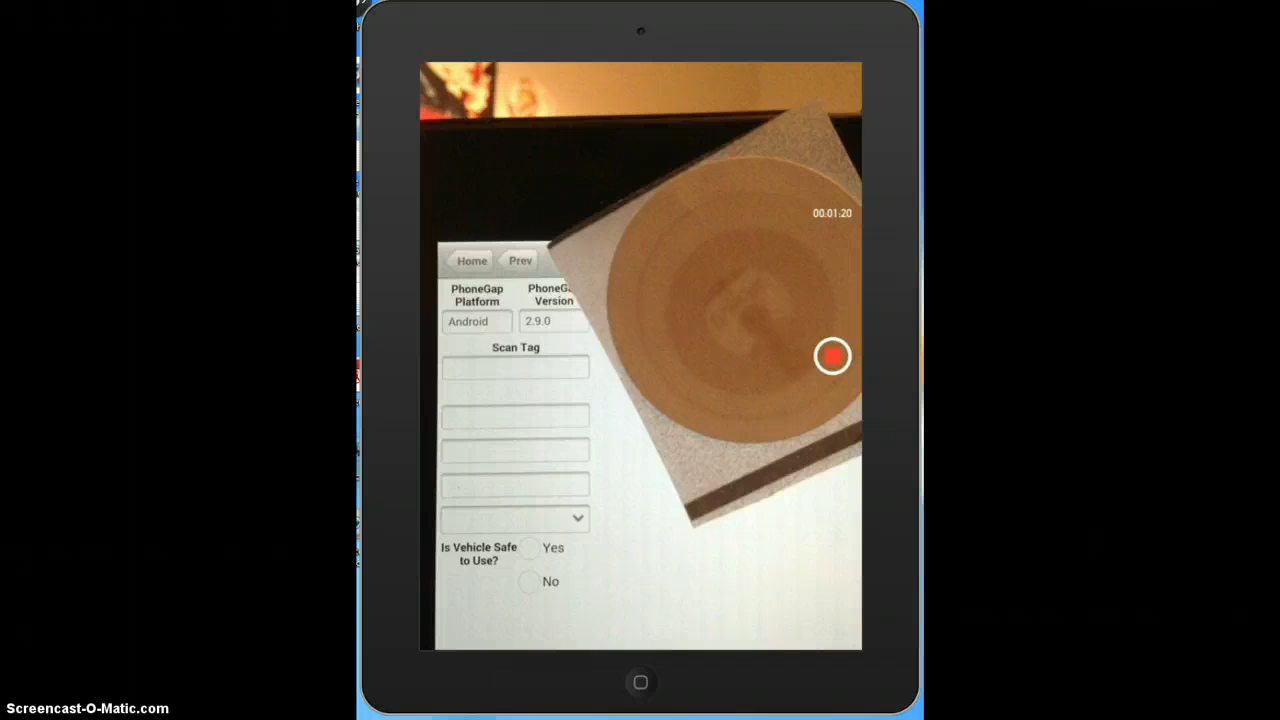 00:01:20
Home Prev
PhoneGap
Platform
Version
Android
2.9.0
Scan Tag
Is Vehicle Safe
to Use?
Yes
No
Screencast-O-Matic.com